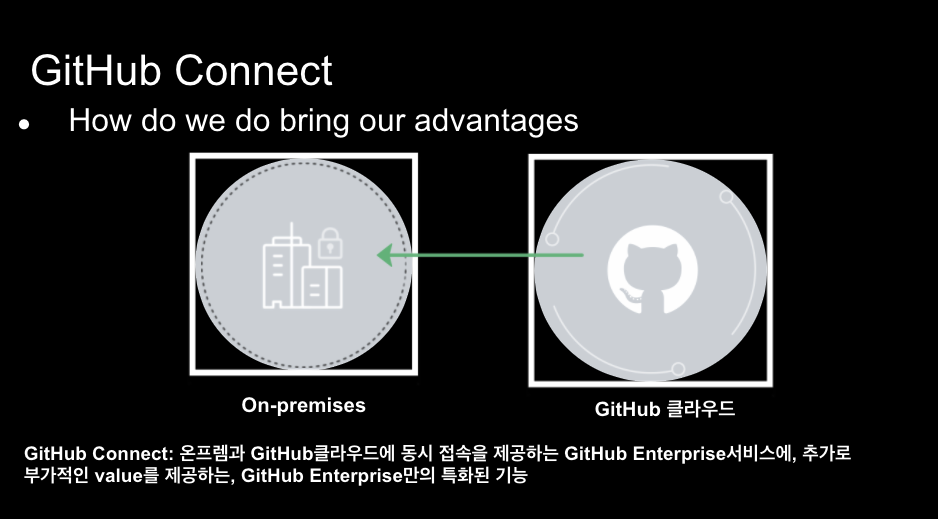 GitHub Connect
● How do we do bring our advantages
On-premises
GitHub 클라우드
GitHub Connect: 온프렘과 GitHub클라우드에 동시 접속을 제공하는 GitHub Enterprise서비스에, 추가로
부가적인 value를 제공하는, GitHub Enterprise만의 특화된 기능